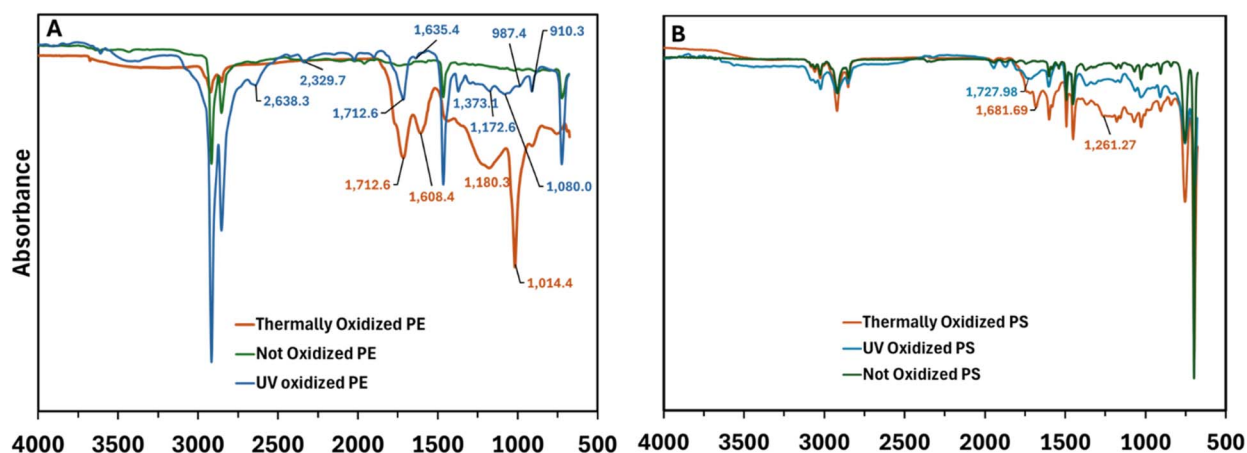 A
B
Absorbance
1,635.4
987.4
910.3
2,329.7
2,638.3
1,712.6
1,373.1
1,172.6
1,712.6
1,608.4
1,180.3
1,080.0
1,014.4
Thermally Oxidized PE
Not Oxidized PE
UV oxidized PE
4000 3500 3000 2500 2000 1500 1000 500
1,727.98
1,681.69
1,261.27
Thermally Oxidized PS
UV Oxidized PS
Not Oxidized PS
4000 3500 3000 2500 2000 1500 1000 500